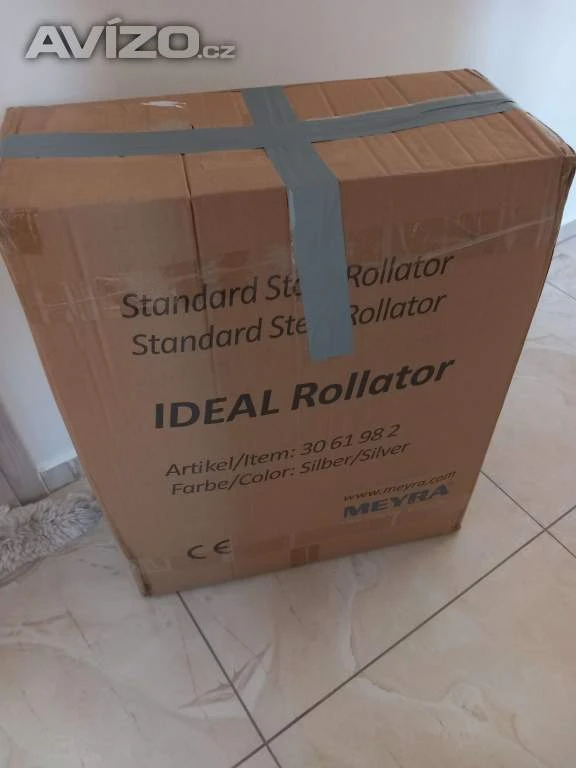 AVÍZO.cz
Standard St Rollator
Standard Ste Rollator
IDEAL Rollator
Artikel/Item: 30 61 98 2
Farbe/Color: Silber/Silver
www.meyra.com
MEYRA®
CE